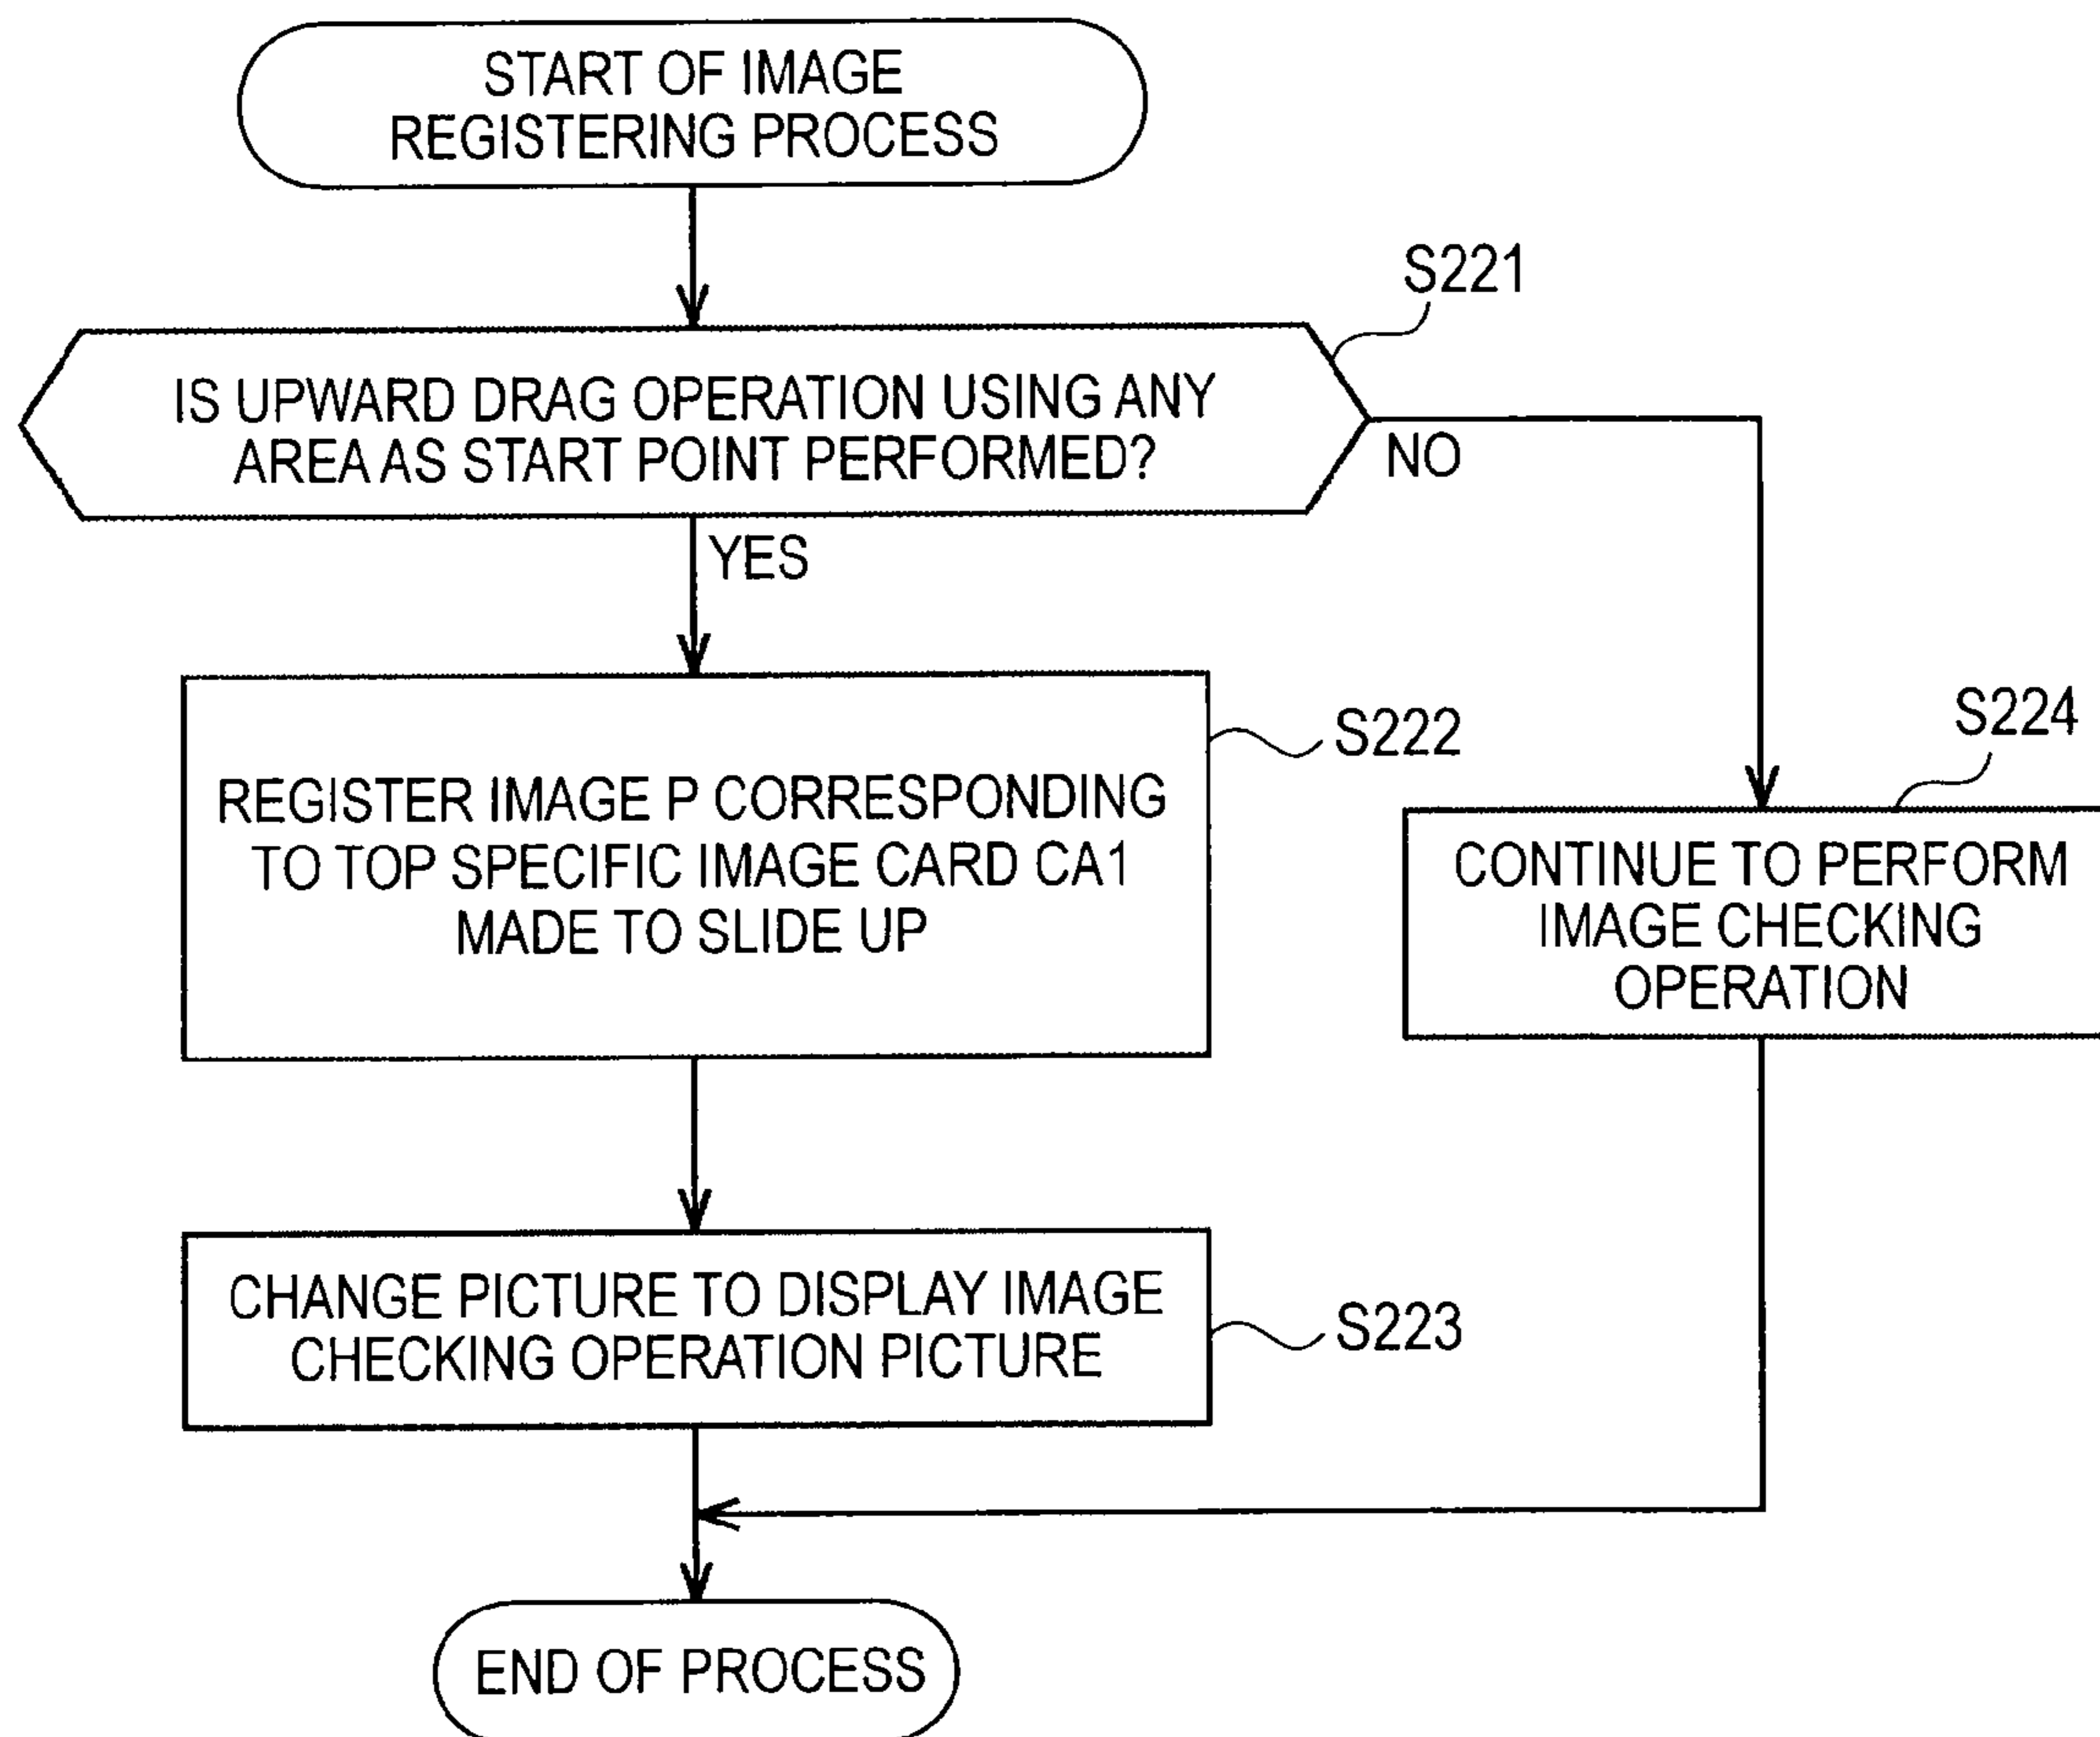 START OF IMAGE
REGISTERING PROCESS
S221
IS UPWARD DRAG OPERATION USING ANY
AREA AS START POINT PERFORMED?
NO
YES
S222
REGISTER IMAGE P CORRESPONDING
TO TOP SPECIFIC IMAGE CARD CA1
MADE TO SLIDE UP
S224
CONTINUE TO PERFORM
IMAGE CHECKING
OPERATION
CHANGE PICTURE TO DISPLAY IMAGE
CHECKING OPERATION PICTURE
S223
END OF PROCESS